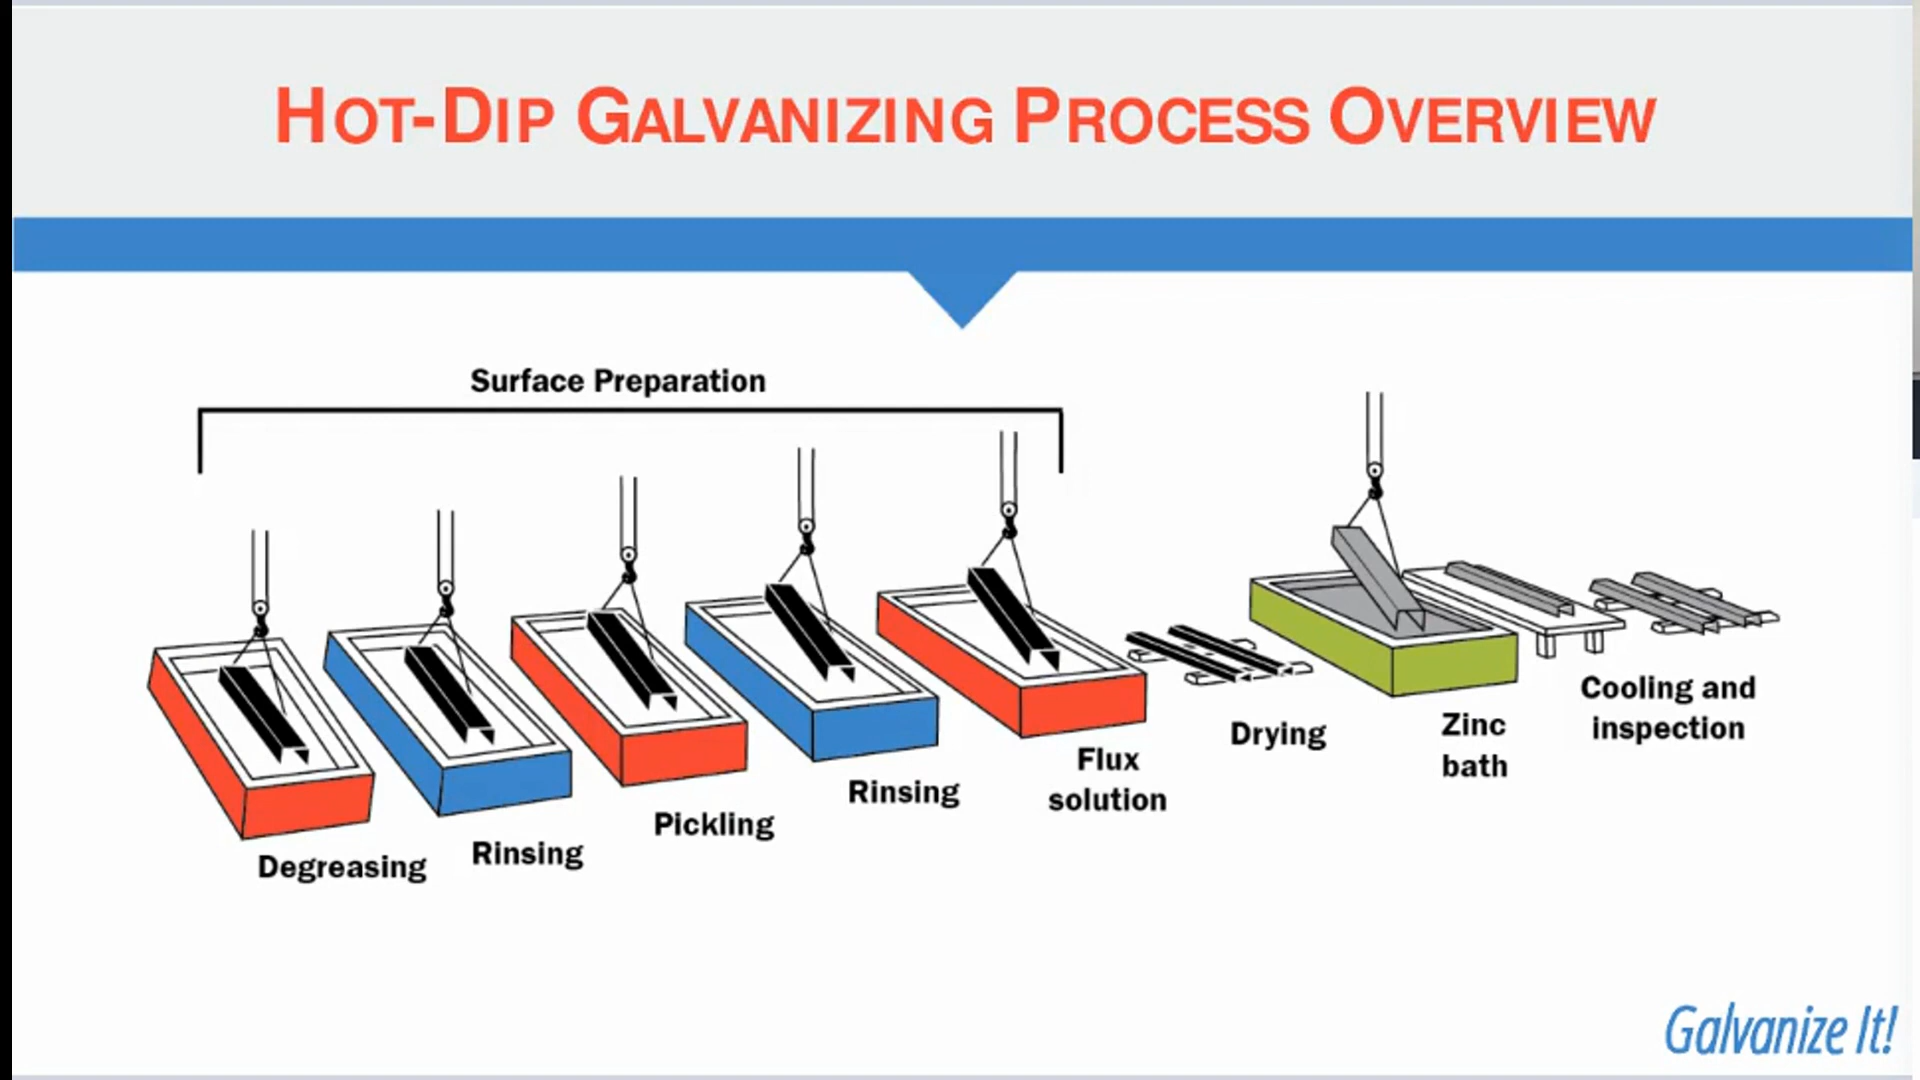 HOT-DIP GALVANIZING PROCESS OVERVIEW
Surface Preparation
Degreasing
Rinsing
Pickling
Rinsing
Flux
solution
Drying
Zinc
bath
Cooling and
inspection
Galvanize It!